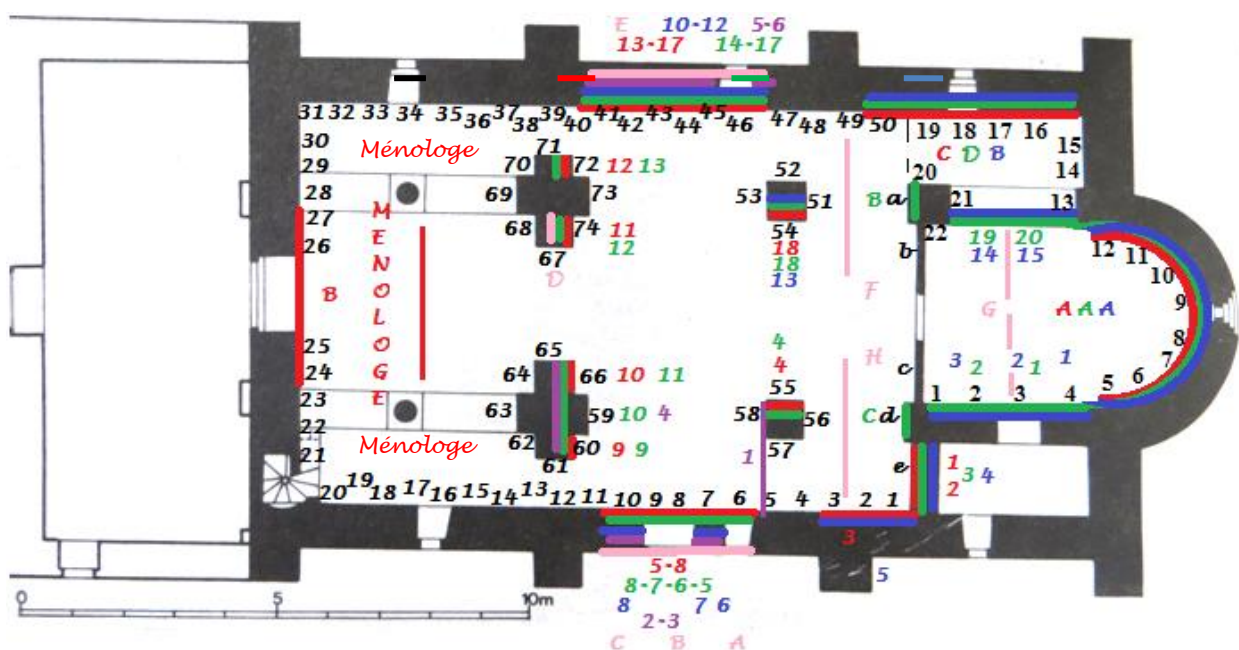 E 10-12 5-6
13-17 14-17
31 32 33 34 35 36 37 38 39 40 41 42 43 44 45 46 47 48 49 50 19 18 17 16 15
30 Ménologe 71 C D B
29 70 72 12 13 52 20 14
28 69 73 53 51 B a 21 13
27 68 74 11 54 22
26 67 12 18 b 19 20 12 11
D 18 14 15 10
13
B MENOLOGE F G A A A 9
25 65 4 H 8
24 64 66 10 11 4 c 3 2 2 1 1 7
23 63 59 10 4 55 1 2 3 4 5 6
58 56 C d
22 Ménologe 62 60 9 9 57
21 61 1 e 1 3 4
2
20 19 18 17 16 15 14 13 12 11 10 9 8 7 6 5 4 3 2 1
3
5-8 5
8-7-6-5
8 7 6
2-3
C B A
0 5 10m